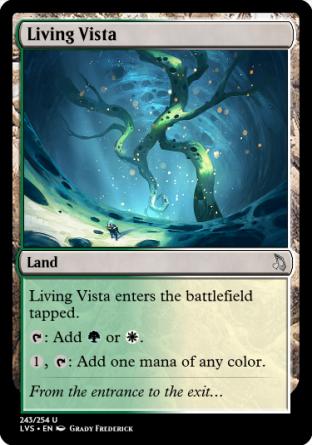 Living Vista
Land
Living Vista enters the battlefield
tapped.
: Add or .
1, : Add one mana of any color.
From the entrance to the exit…
243/254 U
LVS • EN Grady Frederick